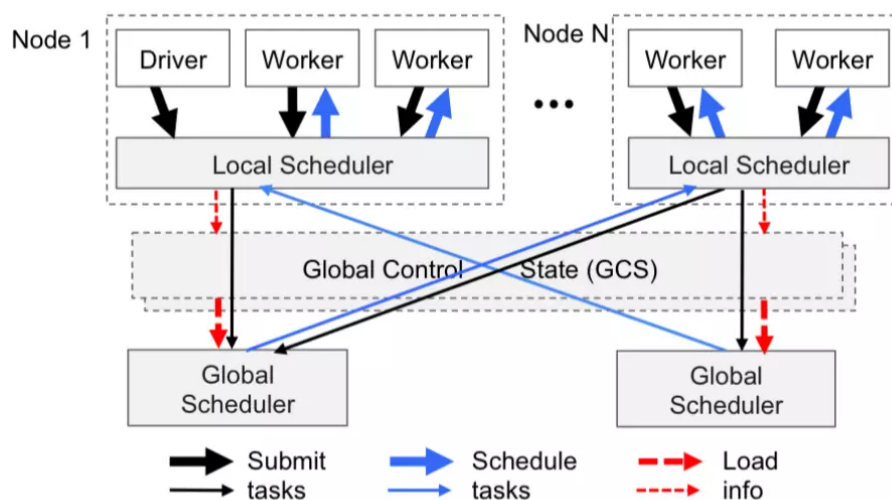 Node 1
Driver
Worker
Worker
Node N
Worker
Worker
...
Local Scheduler
Local Scheduler
Global Control State (GCS)
Global
Scheduler
Global
Scheduler
Submit
tasks
Schedule
tasks
Load
info